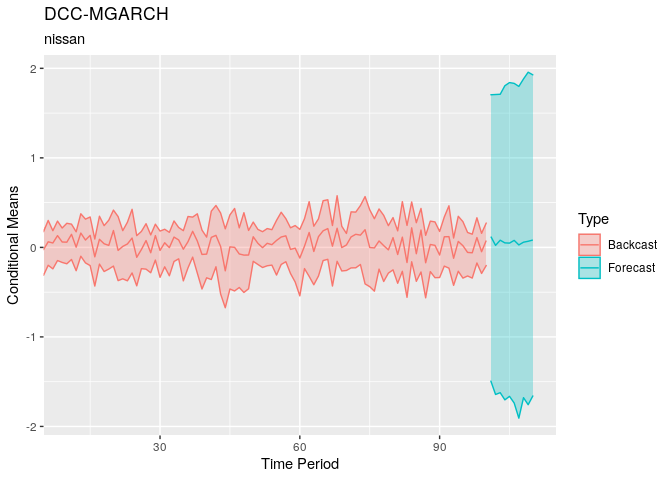 DCC-MGARCH
nissan
Conditional Means
2
1
0
-1
-2
30
60
90
Time Period
Type
Backcast
Forecast